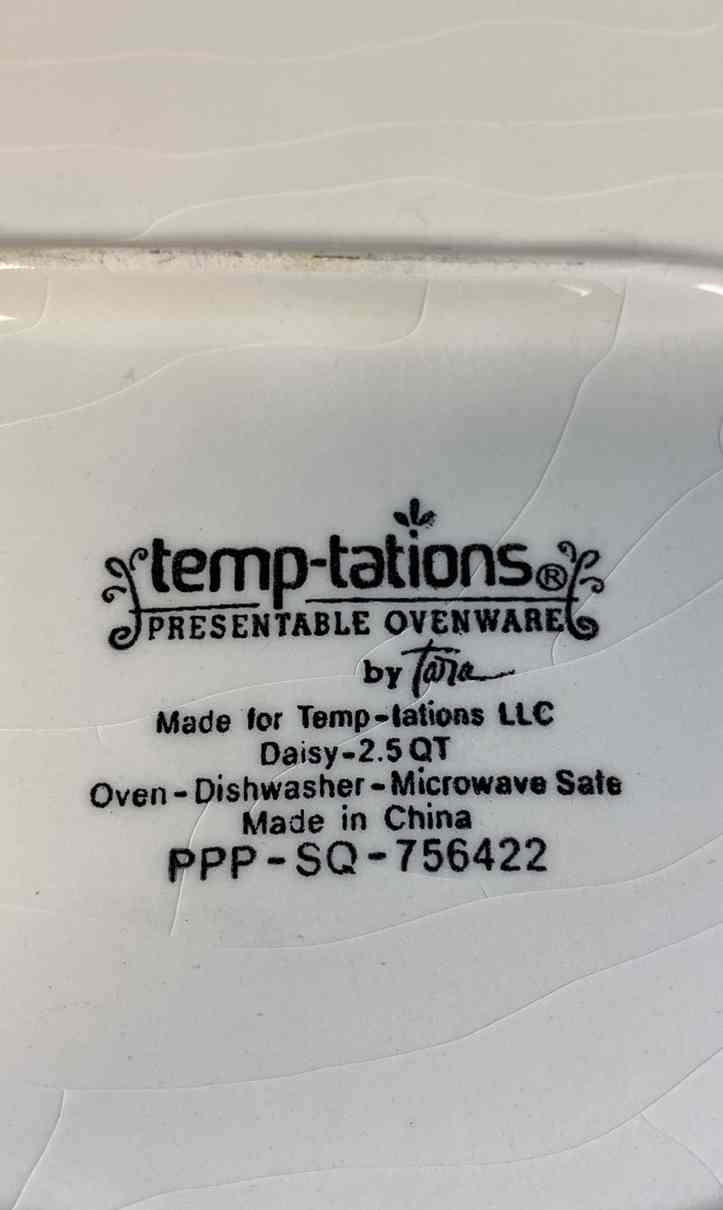 temp-tations®
PRESENTABLE OVENWARE
by Tara
Made for Temp-tations LLC
Daisy-2.5 QT
Oven-Dishwasher-Microwave Safe
Made in China
PPP-SQ-756422